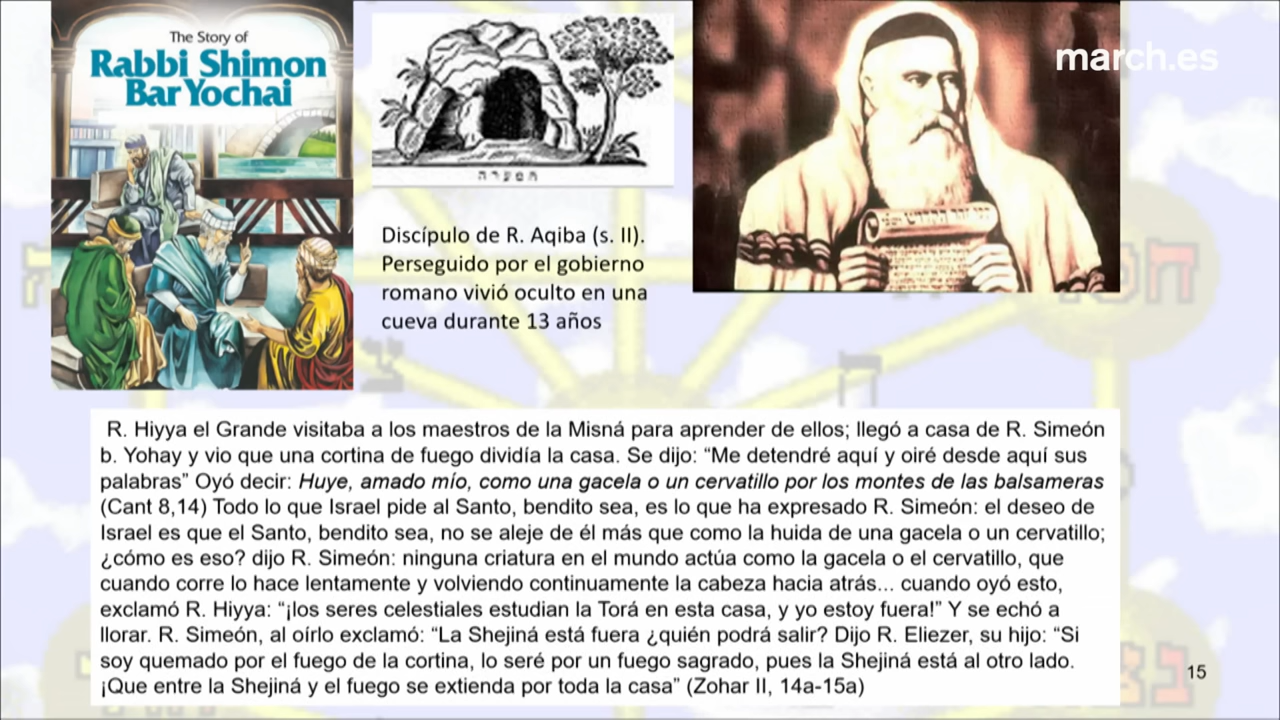 The Story of
Rabbi Shimon
Bar Yochai
המערה
march.es
Discípulo de R. Aqiba (s. II).
Perseguido por el gobierno
romano vivió oculto en una
cueva durante 13 años
R. Hiyya el Grande visitaba a los maestros de la Misná para aprender de ellos; llegó a casa de R. Simeón
b. Yohay y vio que una cortina de fuego dividía la casa. Se dijo: “Me detendré aquí y oiré desde aquí sus
palabras” Oyó decir: Huye, amado mío, como una gacela o un cervatillo por los montes de las balsameras
(Cant 8,14) Todo lo que Israel pide al Santo, bendito sea, es lo que ha expresado R. Simeón: el deseo de
Israel es que el Santo, bendito sea, no se aleje de él más que como la huida de una gacela o un cervatillo;
¿cómo es eso? dijo R. Simeón: ninguna criatura en el mundo actúa como la gacela o el cervatillo, que
cuando corre lo hace lentamente y volviendo continuamente la cabeza hacia atrás... cuando oyó esto,
exclamó R. Hiyya: “¡los seres celestiales estudian la Torá en esta casa, y yo estoy fuera!” Y se echó a
llorar. R. Simeón, al oírlo exclamó: “La Shejiná está fuera ¿quién podrá salir? Dijo R. Eliezer, su hijo: “Si
soy quemado por el fuego de la cortina, lo seré por un fuego sagrado, pues la Shejiná está al otro lado.
¡Que entre la Shejiná y el fuego se extienda por toda la casa” (Zohar II, 14a-15a)
15